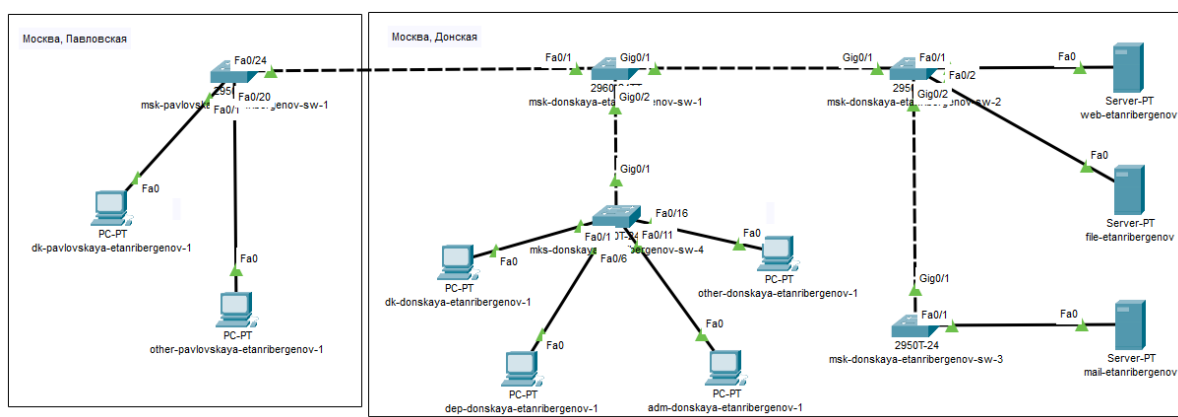 Москва, Павловская
Fa0/24
Fa0/20
Fa0/1
Fa0
PC-PT
dk-pavlovskaya-etanribergenov-1
Fa0
PC-PT
other-pavlovskaya-etanribergenov-1
Москва, Донская
Fa0/1
Gig0/1
Gig0/2
Gig0/1
Fa0/1
Fa0/2
Gig0/2
msk-donskaya-etanribergenov-sw-2
Fa0
Server-PT
web-etanribergenov
Fa0
Server-PT
file-etanribergenov
Gig0/1
Fa0/16
Fa0/11
Fa0/1
Fa0/6
Fa0
PC-PT
dk-donskaya-etanribergenov-1
Fa0
PC-PT
other-donskaya-etanribergenov-1
Fa0
PC-PT
dep-donskaya-etanribergenov-1
Fa0
PC-PT
adm-donskaya-etanribergenov-1
Gig0/1
Fa0/1
2950T-24
msk-donskaya-etanribergenov-sw-3
Fa0
Server-PT
mail-etanribergenov